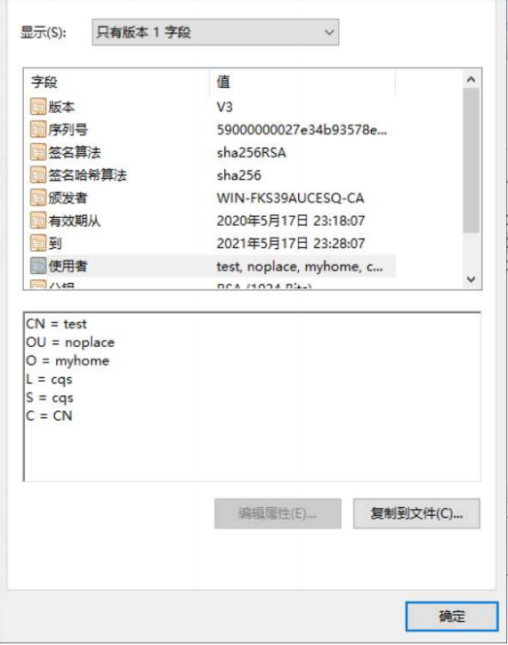 显示(S): 只有版本 1 字段
字段 值
版本 V3
序列号 59000000027e34b93578e...
签名算法 sha256RSA
签名哈希算法 sha256
颁发者 WIN-FKS39AUCESQ-CA
有效期从 2020年5月17日 23:18:07
到 2021年5月17日 23:28:07
使用者 test, noplace, myhome, c...
CN = test
OU = noplace
O = myhome
L = cqs
S = cqs
C = CN
编辑属性(E)... 复制到文件(C)...
确定